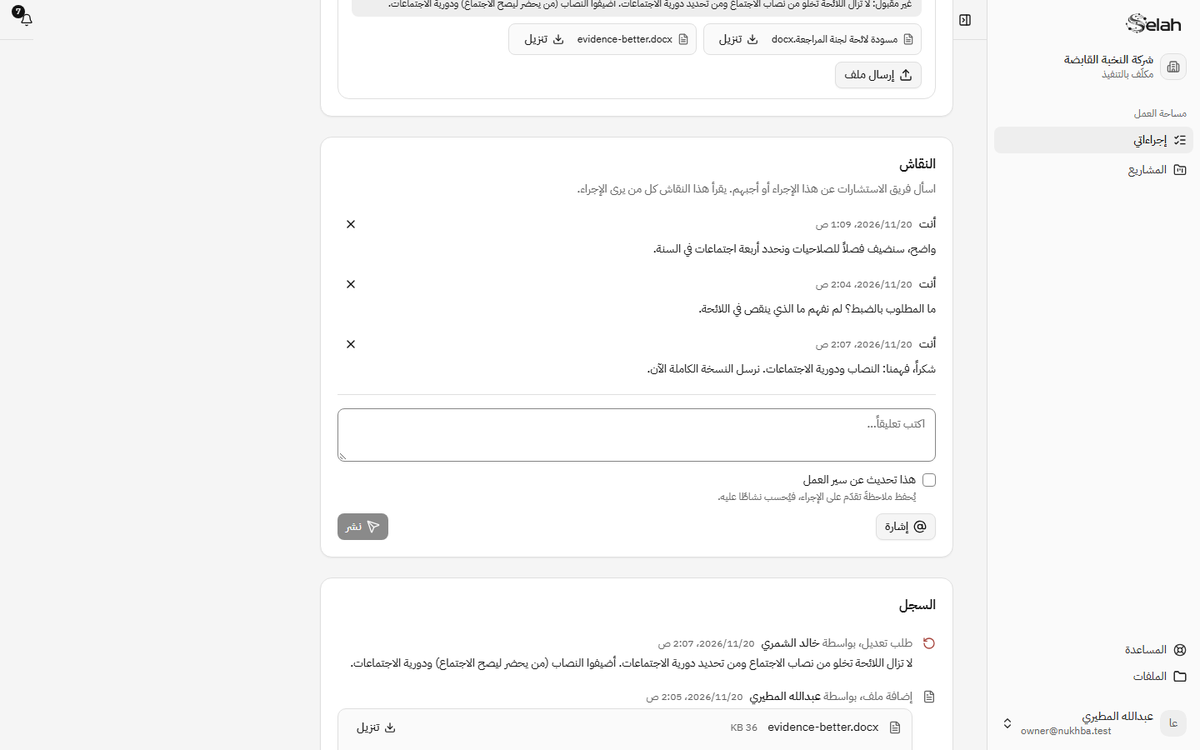 7
Selah
شركة النخبة القابضة
مكلّف بالتنفيذ
مساحة العمل
إجراءاتي
المشاريع
المساعدة
الملفات
عبدالله المطيري
owner@nukhba.test
عا
غير مقبول: لا تزال اللائحة تخلو من نصاب الاجتماع ومن تحديد دورية الاجتماعات. أضيفوا النصاب (من يحضر ليصح الاجتماع) ودورية الاجتماعات.
مسودة لائحة لجنة المراجعة.docx تنزيل
evidence-better.docx تنزيل
إرسال ملف
النقاش
اسأل فريق الاستشارات عن هذا الإجراء أو أجبهم. يقرأ هذا النقاش كل من يرى الإجراء.
أنت 2026/11/20، 1:09 ص
واضح، سنضيف فصلاً للصلاحيات ونحدد أربعة اجتماعات في السنة.
أنت 2026/11/20، 2:04 ص
ما المطلوب بالضبط؟ لم نفهم ما الذي ينقص في اللائحة.
أنت 2026/11/20، 2:07 ص
شكراً، فهمنا: النصاب ودورية الاجتماعات. نرسل النسخة الكاملة الآن.
اكتب تعليقاً...
هذا تحديث عن سير العمل
يُحفظ ملاحظةَ تقدّم على الإجراء، فيُحسب نشاطًا عليه.
@ إشارة
نشر
السجل
طلب تعديل، بواسطة خالد الشمري 2026/11/20، 2:07 ص
لا تزال اللائحة تخلو من نصاب الاجتماع ومن تحديد دورية الاجتماعات. أضيفوا النصاب (من يحضر ليصح الاجتماع) ودورية الاجتماعات.
إضافة ملف، بواسطة عبدالله المطيري 2026/11/20، 2:05 ص
evidence-better.docx 36 KB تنزيل